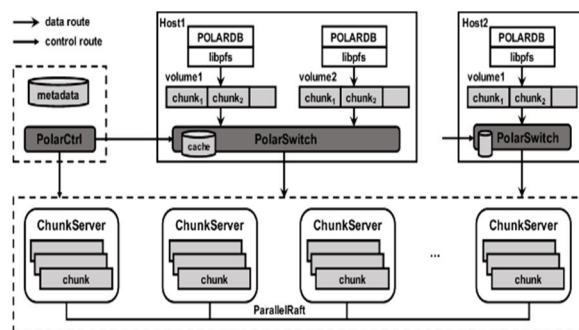 data route
control route
Host1
Host2
POLARDB
libpfs
POLARDB
libpfs
POLARDB
libpfs
volume1
volume2
volume1
chunk₁ chunk₂
chunk₁ chunk₂
chunk₁ chunk₂
metadata
PolarCtrl
cache
PolarSwitch
PolarSwitch
ChunkServer
ChunkServer
ChunkServer
ChunkServer
chunk
chunk
chunk
...
chunk
ParallelRaft